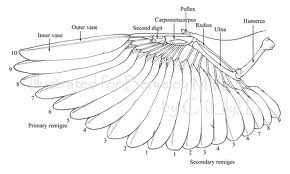 Pollex
Carpometacarpus
Outer vane
Second digit
Radius
Humerus
Inner vane
Ulna
10
9
8
7
6
5
4
3
2
1
1
2
3
4
5
6
7
8
9
Primary remiges
Secondary remiges